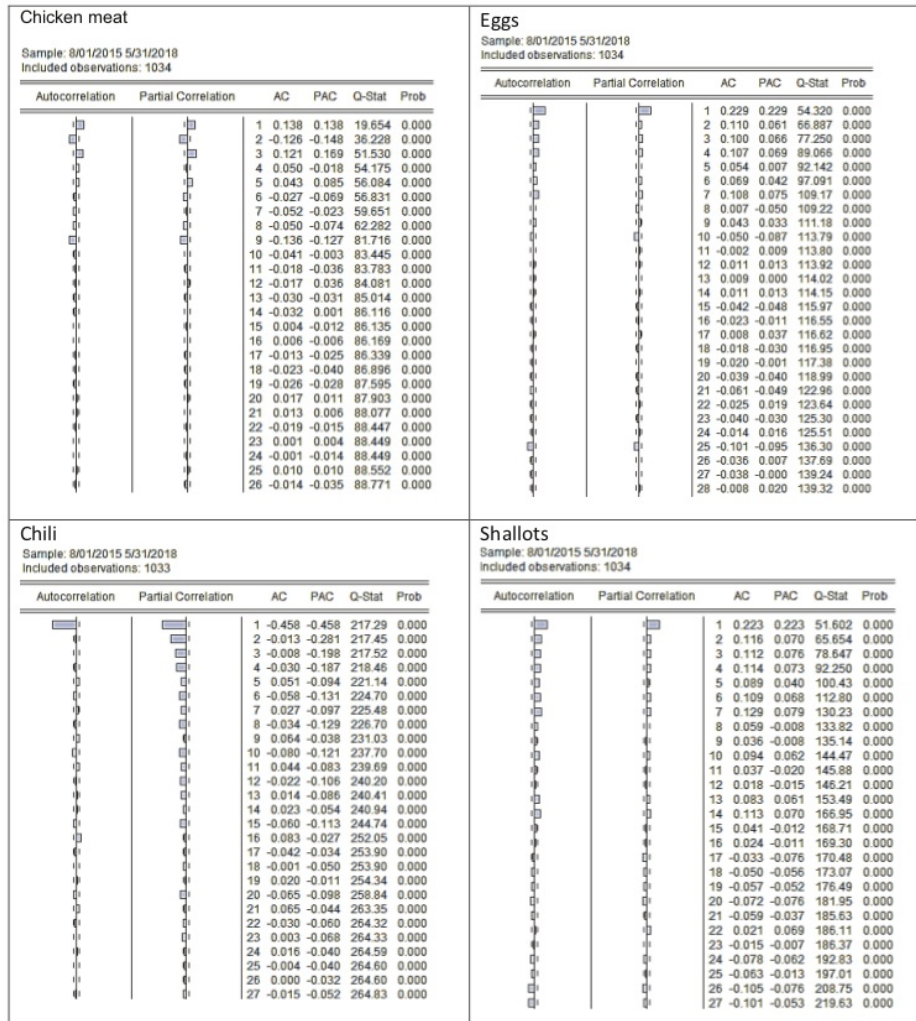 Chicken meat
Sample: 8/01/2015 5/31/2018
Included observations: 1034
Autocorrelation Partial Correlation AC PAC Q-Stat Prob
1 0.138 0.138 19.654 0.000
2 -0.126 -0.148 36.228 0.000
3 0.121 0.169 51.530 0.000
4 0.050 -0.018 54.175 0.000
5 0.043 0.085 56.084 0.000
6 -0.027 -0.069 56.831 0.000
7 -0.052 -0.023 59.651 0.000
8 -0.050 -0.074 62.282 0.000
9 -0.136 -0.127 81.716 0.000
10 -0.041 -0.003 83.445 0.000
11 -0.018 -0.036 83.783 0.000
12 -0.017 0.036 84.081 0.000
13 -0.030 -0.031 85.014 0.000
14 -0.032 0.001 86.116 0.000
15 0.004 -0.012 86.135 0.000
16 0.006 -0.006 86.169 0.000
17 -0.013 -0.025 86.339 0.000
18 -0.023 -0.040 86.896 0.000
19 -0.026 -0.028 87.595 0.000
20 0.017 0.011 87.903 0.000
21 0.013 0.006 88.077 0.000
22 -0.019 -0.015 88.447 0.000
23 0.001 0.004 88.449 0.000
24 -0.001 -0.014 88.449 0.000
25 0.010 0.010 88.552 0.000
26 -0.014 -0.035 88.771 0.000
Eggs
Sample: 8/01/2015 5/31/2018
Included observations: 1034
Autocorrelation Partial Correlation AC PAC Q-Stat Prob
1 0.229 0.229 54.320 0.000
2 0.110 0.061 66.887 0.000
3 0.100 0.066 77.250 0.000
4 0.107 0.069 89.066 0.000
5 0.054 0.007 92.142 0.000
6 0.069 0.042 97.091 0.000
7 0.108 0.075 109.17 0.000
8 0.007 -0.050 109.22 0.000
9 0.043 0.033 111.18 0.000
10 -0.050 -0.087 113.79 0.000
11 -0.002 0.009 113.80 0.000
12 0.011 0.013 113.92 0.000
13 0.009 0.000 114.02 0.000
14 0.011 0.013 114.15 0.000
15 -0.042 -0.048 115.97 0.000
16 -0.023 -0.011 116.55 0.000
17 0.008 0.037 116.62 0.000
18 -0.018 -0.030 116.95 0.000
19 -0.020 -0.001 117.38 0.000
20 -0.039 -0.040 118.99 0.000
21 -0.061 -0.049 122.96 0.000
22 -0.025 0.019 123.64 0.000
23 -0.040 -0.030 125.30 0.000
24 -0.014 0.016 125.51 0.000
25 -0.101 -0.095 136.30 0.000
26 -0.036 0.007 137.69 0.000
27 -0.038 -0.000 139.24 0.000
28 -0.008 0.020 139.32 0.000
Chili
Sample: 8/01/2015 5/31/2018
Included observations: 1033
Autocorrelation Partial Correlation AC PAC Q-Stat Prob
1 -0.458 -0.458 217.29 0.000
2 -0.013 -0.281 217.45 0.000
3 -0.008 -0.198 217.52 0.000
4 -0.030 -0.187 218.46 0.000
5 0.051 -0.094 221.14 0.000
6 -0.058 -0.131 224.70 0.000
7 0.027 -0.097 225.48 0.000
8 -0.034 -0.129 226.70 0.000
9 0.064 -0.038 231.03 0.000
10 -0.080 -0.121 237.70 0.000
11 0.044 -0.083 239.69 0.000
12 -0.022 -0.106 240.20 0.000
13 0.014 -0.086 240.41 0.000
14 0.023 -0.054 240.94 0.000
15 -0.060 -0.113 244.74 0.000
16 0.083 -0.027 252.05 0.000
17 -0.042 -0.034 253.90 0.000
18 -0.001 -0.050 253.90 0.000
19 0.020 -0.011 254.34 0.000
20 -0.065 -0.098 258.84 0.000
21 0.065 -0.044 263.35 0.000
22 -0.030 -0.060 264.32 0.000
23 0.003 -0.068 264.33 0.000
24 0.016 -0.040 264.59 0.000
25 -0.004 -0.040 264.60 0.000
26 0.000 -0.032 264.60 0.000
27 -0.015 -0.052 264.83 0.000
Shallots
Sample: 8/01/2015 5/31/2018
Included observations: 1034
Autocorrelation Partial Correlation AC PAC Q-Stat Prob
1 0.223 0.223 51.602 0.000
2 0.116 0.070 65.654 0.000
3 0.112 0.076 78.647 0.000
4 0.114 0.073 92.250 0.000
5 0.089 0.040 100.43 0.000
6 0.109 0.068 112.80 0.000
7 0.129 0.079 130.23 0.000
8 0.059 -0.008 133.82 0.000
9 0.036 -0.008 135.14 0.000
10 0.094 0.062 144.47 0.000
11 0.037 -0.020 145.88 0.000
12 0.018 -0.015 146.21 0.000
13 0.083 0.061 153.49 0.000
14 0.113 0.070 166.95 0.000
15 0.041 -0.012 168.71 0.000
16 0.024 -0.011 169.30 0.000
17 -0.033 -0.076 170.48 0.000
18 -0.050 -0.056 173.07 0.000
19 -0.057 -0.052 176.49 0.000
20 -0.072 -0.076 181.95 0.000
21 -0.059 -0.037 185.63 0.000
22 0.021 0.069 186.11 0.000
23 -0.015 -0.007 186.37 0.000
24 -0.078 -0.062 192.83 0.000
25 -0.063 -0.013 197.01 0.000
26 -0.105 -0.076 208.75 0.000
27 -0.101 -0.053 219.63 0.000